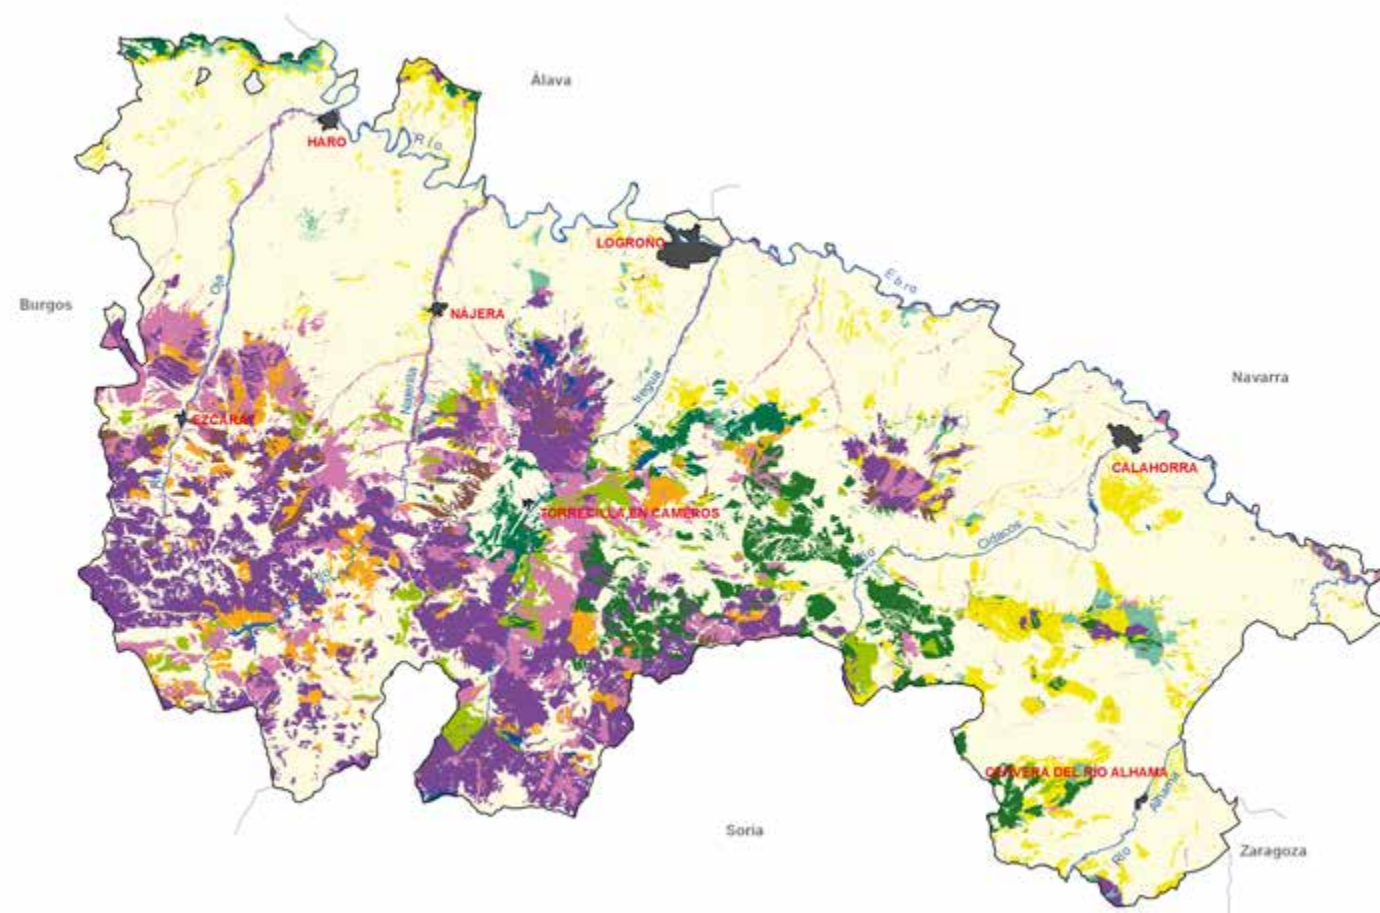 Álava
HARO
Río
LOGROÑO
Ebro
Oja
Burgos
NÁJERA
Navarra
Iregua
Najerilla
EZCARAY
CALAHORRA
TORRECILLA EN CAMEROS
Cidacos
Río
CERVERA DEL RÍO ALHAMA
Alhama
Soria
Río
Zaragoza